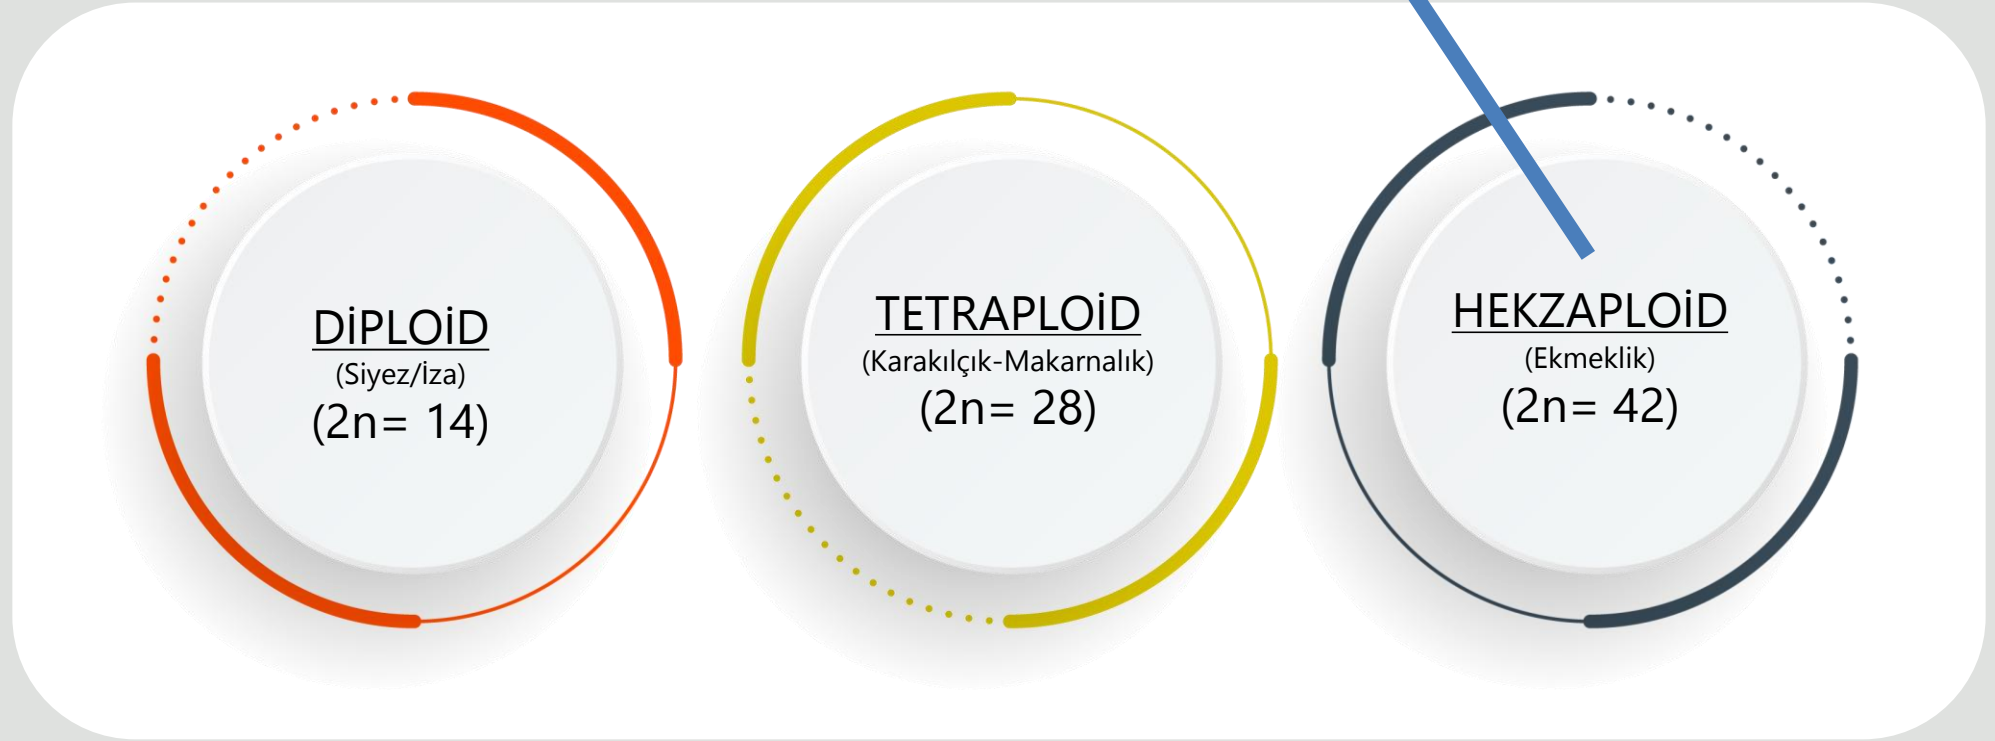 DİPLOİD
(Siyez/İza)
(2n= 14)
TETRAPLOİD
(Karakılçık-Makarnalık)
(2n= 28)
HEKZAPLOİD
(Ekmeklik)
(2n= 42)